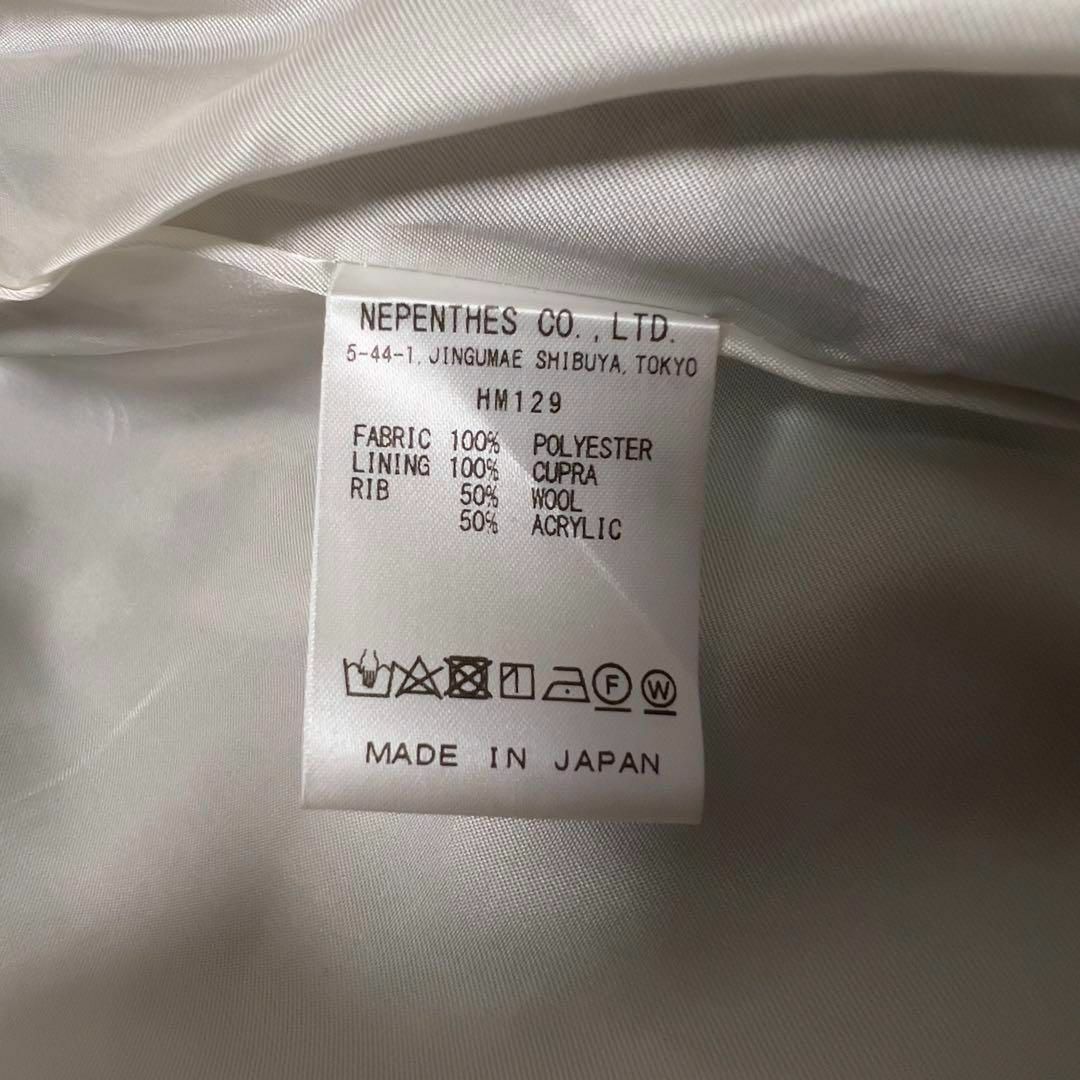 NEPENTHES CO.,LTD.
5-44-1, JINGUMAE SHIBUYA, TOKYO
HM129
FABRIC 100% POLYESTER
LINING 100% CUPRA
RIB 50% WOOL
50% ACRYLIC
F W
MADE IN JAPAN